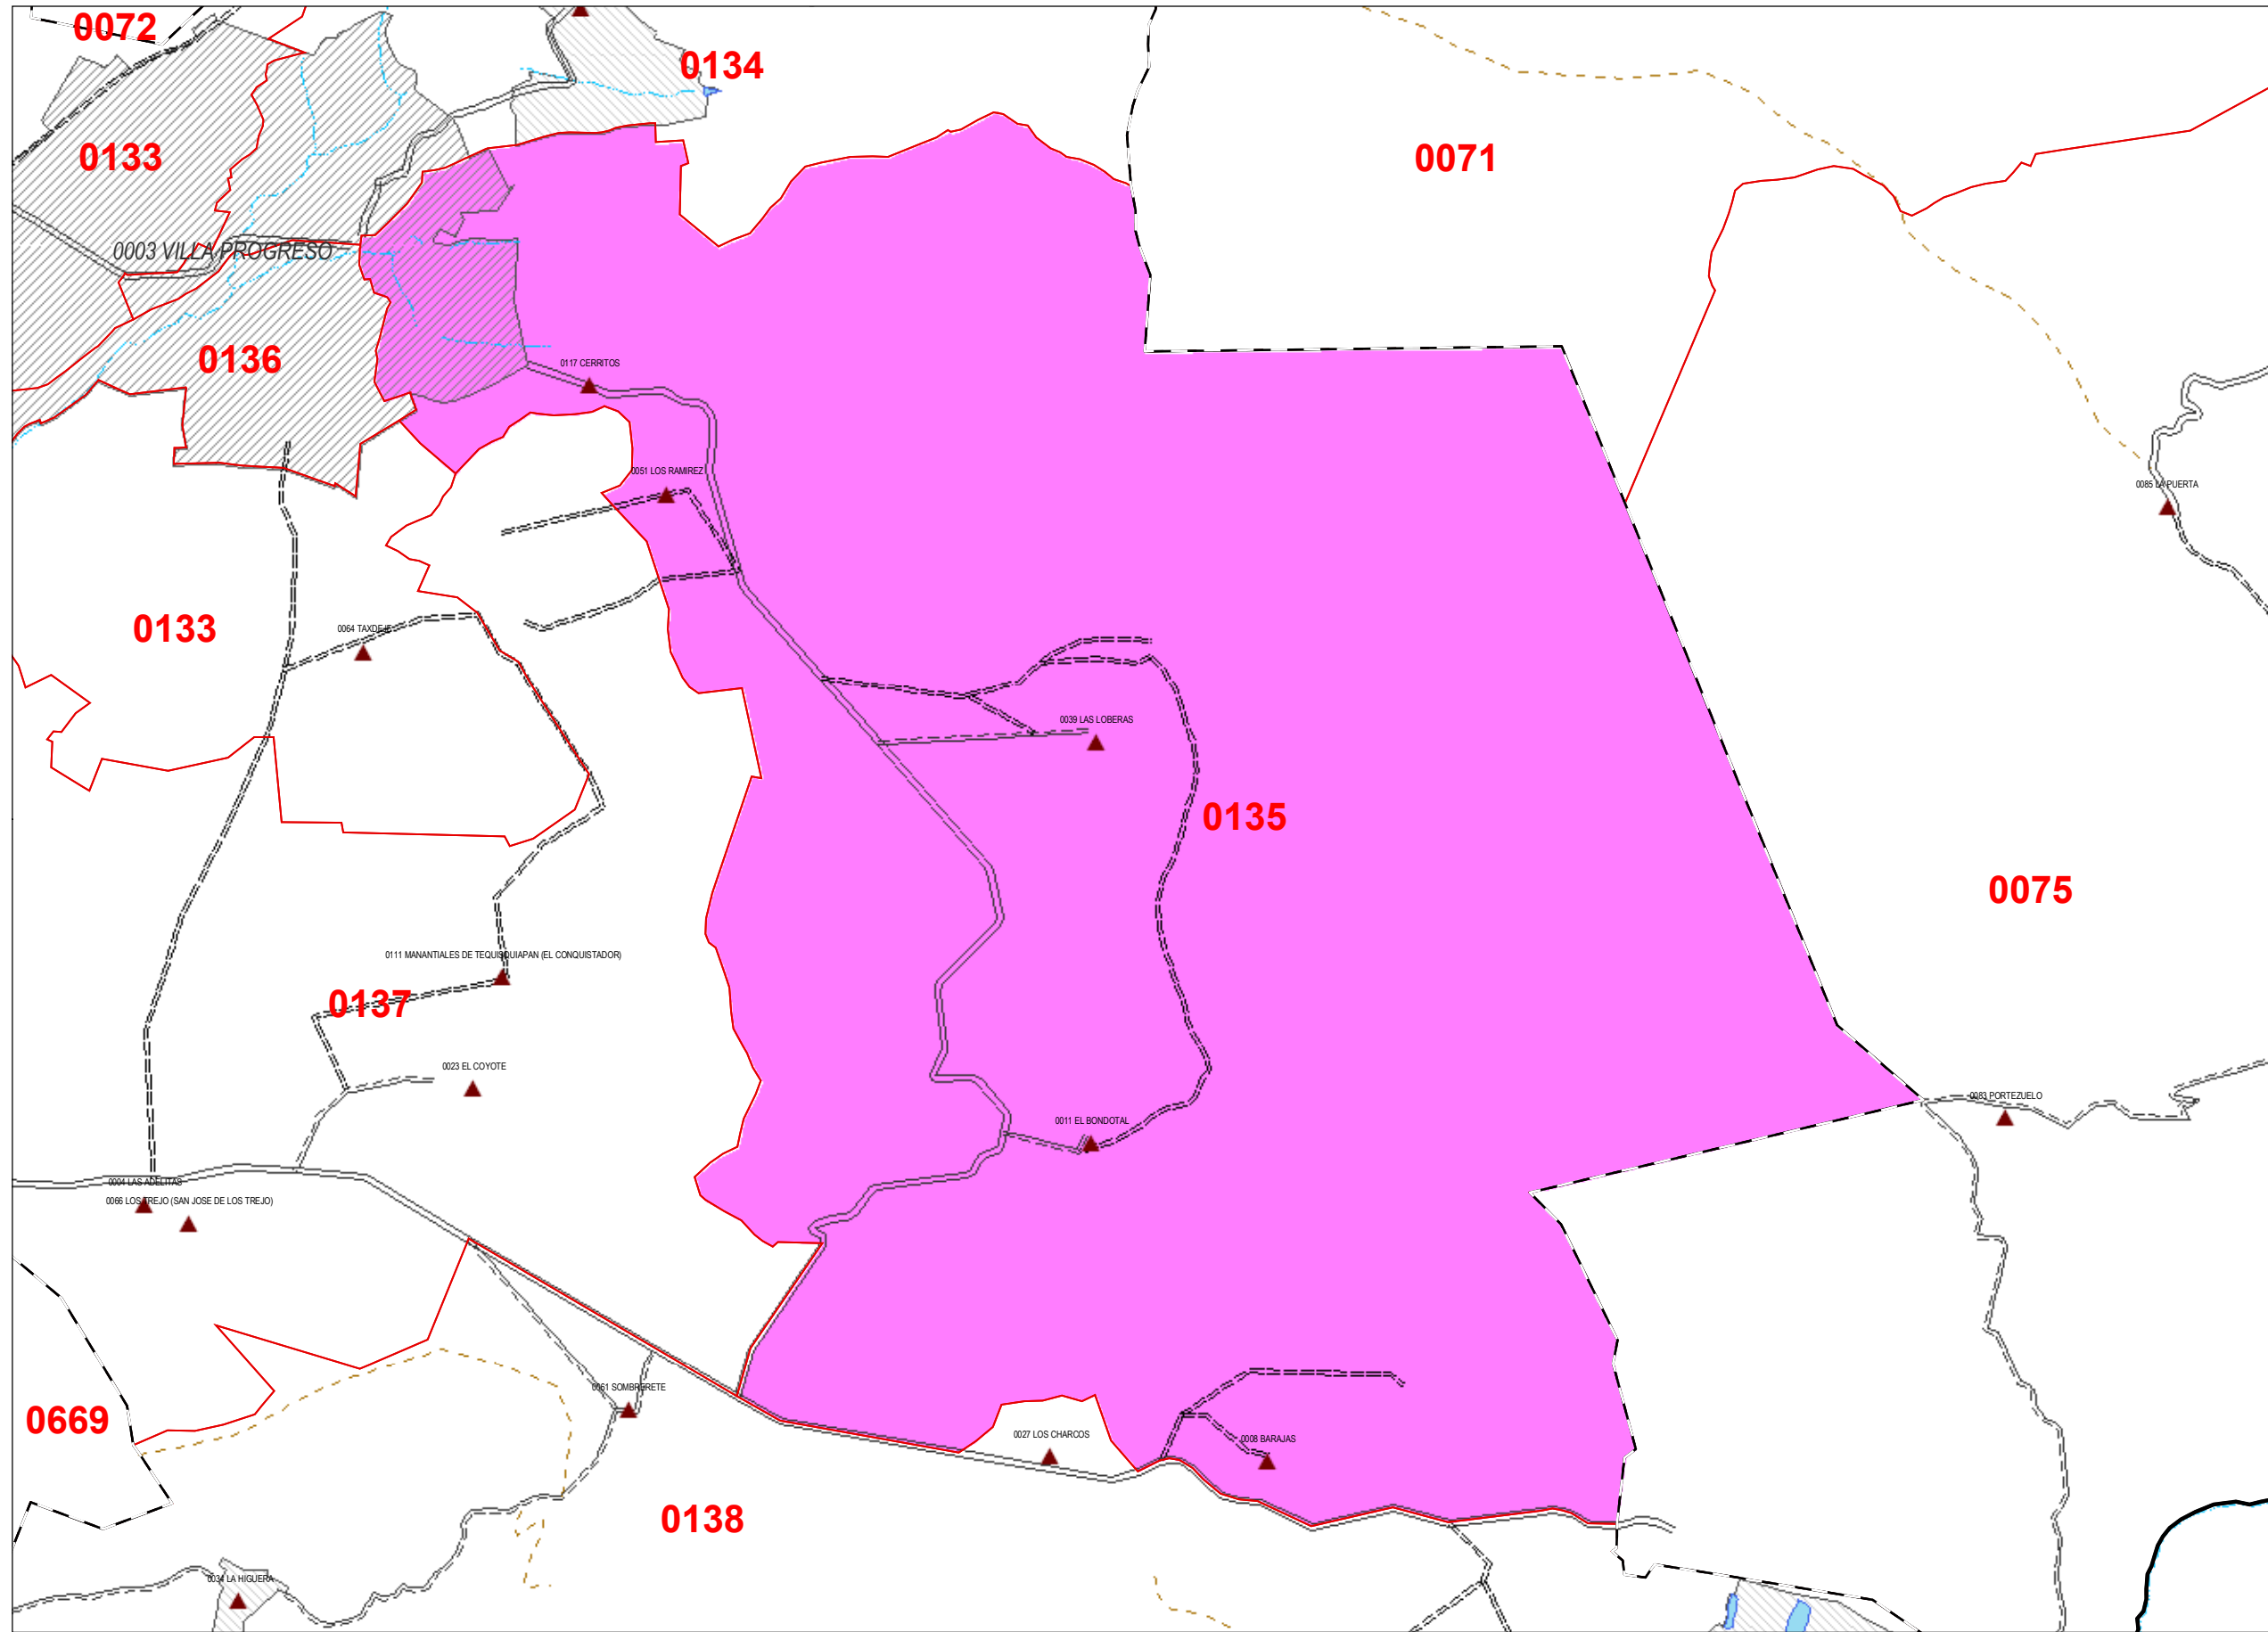 0072
0134
0133
0071
0003 VILLA PROGRESO
0136
0117 CERRITOS
0051 LOS RAMIREZ
0085 LA PUERTA
0133
0064 TAXDEJE
0039 LAS LOBERAS
0135
0075
0111 MANANTIALES DE TEQUISQUIAPAN (EL CONQUISTADOR)
0137
0023 EL COYOTE
0083 PORTEZUELO
0011 EL BONDOTAL
0004 LAS ADELITAS
0066 LOS TREJO (SAN JOSE DE LOS TREJO)
0061 SOMBRERETE
0669
0027 LOS CHARCOS
0008 BARAJAS
0138
0034 LA HIGUERA